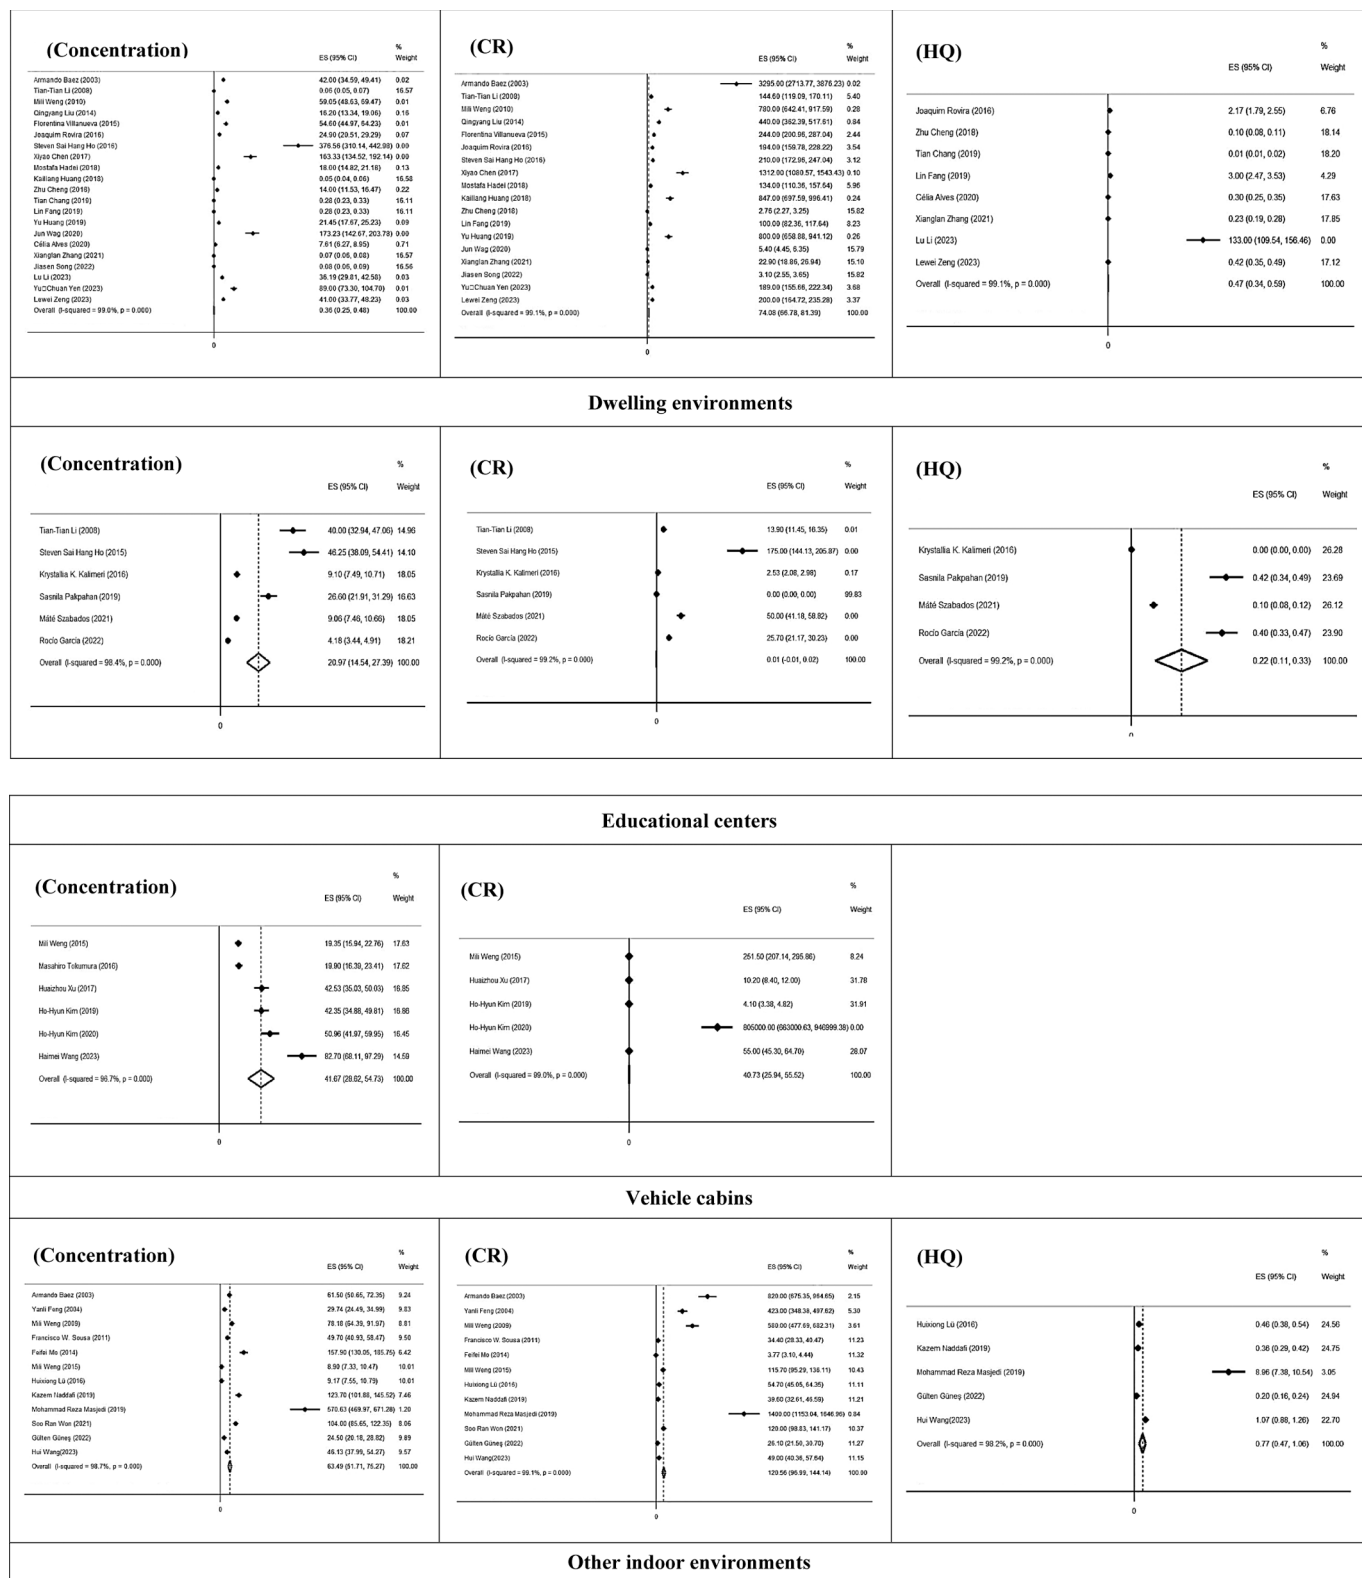 (Concentration)
%
ES (95% CI) Weight
Armando Baez (2003) 42.00 (34.59, 49.41) 0.02
Tian-Tian Li (2008) 0.06 (0.05, 0.07) 16.57
Mili Weng (2010) 59.05 (48.63, 69.47) 0.01
Qingyang Liu (2014) 16.20 (13.34, 19.06) 0.16
Florentina Villanueva (2015) 54.60 (44.97, 64.23) 0.01
Joaquim Rovira (2016) 24.90 (20.51, 29.29) 0.07
Steven Sai Hang Ho (2016) 376.56 (310.14, 442.98) 0.00
Xiyao Chen (2017) 163.33 (134.52, 192.14) 0.00
Mostafa Hadei (2018) 18.00 (14.82, 21.18) 0.13
Kailiang Huang (2018) 0.05 (0.04, 0.06) 16.58
Zhu Cheng (2018) 14.00 (11.53, 16.47) 0.22
Tian Chang (2019) 0.28 (0.23, 0.33) 16.11
Lin Fang (2019) 0.28 (0.23, 0.33) 16.11
Yu Huang (2019) 21.45 (17.67, 25.23) 0.09
Jun Wag (2020) 173.23 (142.67, 203.78) 0.00
Célia Alves (2020) 7.61 (6.27, 8.95) 0.71
Xianglan Zhang (2021) 0.07 (0.06, 0.08) 16.57
Jiasen Song (2022) 0.08 (0.06, 0.09) 16.56
Lu Li (2023) 36.19 (29.81, 42.58) 0.03
Yu□Chuan Yen (2023) 89.00 (73.30, 104.70) 0.01
Lewei Zeng (2023) 41.00 (33.77, 48.23) 0.03
Overall (I-squared = 99.0%, p = 0.000) 0.36 (0.25, 0.48) 100.00
0
(CR)
%
ES (95% CI) Weight
Armando Baez (2003) 3295.00 (2713.77, 3876.23) 0.02
Tian-Tian Li (2008) 144.60 (119.09, 170.11) 5.40
Mili Weng (2010) 780.00 (642.41, 917.59) 0.28
Qingyang Liu (2014) 440.00 (362.39, 517.61) 0.84
Florentina Villanueva (2015) 244.00 (200.96, 287.04) 2.44
Joaquim Rovira (2016) 194.00 (159.78, 228.22) 3.54
Steven Sai Hang Ho (2016) 210.00 (172.96, 247.04) 3.12
Xiyao Chen (2017) 1312.00 (1080.57, 1543.43) 0.10
Mostafa Hadei (2018) 134.00 (110.36, 157.64) 5.96
Kailiang Huang (2018) 847.00 (697.59, 996.41) 0.24
Zhu Cheng (2018) 2.76 (2.27, 3.25) 15.82
Lin Fang (2019) 100.00 (82.36, 117.64) 8.23
Yu Huang (2019) 800.00 (658.88, 941.12) 0.26
Jun Wag (2020) 5.40 (4.45, 6.35) 15.79
Xianglan Zhang (2021) 22.90 (18.86, 26.94) 15.10
Jiasen Song (2022) 3.10 (2.55, 3.65) 15.82
Yu□Chuan Yen (2023) 189.00 (155.66, 222.34) 3.68
Lewei Zeng (2023) 200.00 (164.72, 235.28) 3.37
Overall (I-squared = 99.1%, p = 0.000) 74.08 (66.78, 81.39) 100.00
0
(HQ)
%
ES (95% CI) Weight
Joaquim Rovira (2016) 2.17 (1.79, 2.55) 6.76
Zhu Cheng (2018) 0.10 (0.08, 0.11) 18.14
Tian Chang (2019) 0.01 (0.01, 0.02) 18.20
Lin Fang (2019) 3.00 (2.47, 3.53) 4.29
Célia Alves (2020) 0.30 (0.25, 0.35) 17.63
Xianglan Zhang (2021) 0.23 (0.19, 0.28) 17.85
Lu Li (2023) 133.00 (109.54, 156.46) 0.00
Lewei Zeng (2023) 0.42 (0.35, 0.49) 17.12
Overall (I-squared = 99.1%, p = 0.000) 0.47 (0.34, 0.59) 100.00
0
Dwelling environments
(Concentration)
%
ES (95% CI) Weight
Tian-Tian Li (2008) 40.00 (32.94, 47.06) 14.96
Steven Sai Hang Ho (2015) 46.25 (38.09, 54.41) 14.10
Krystallia K. Kalimeri (2016) 9.10 (7.49, 10.71) 18.05
Sasnila Pakpahan (2019) 26.60 (21.91, 31.29) 16.63
Máté Szabados (2021) 9.06 (7.46, 10.66) 18.05
Rocío García (2022) 4.18 (3.44, 4.91) 18.21
Overall (I-squared = 98.4%, p = 0.000) 20.97 (14.54, 27.39) 100.00
0
(CR)
%
ES (95% CI) Weight
Tian-Tian Li (2008) 13.90 (11.45, 16.35) 0.01
Steven Sai Hang Ho (2015) 175.00 (144.13, 205.87) 0.00
Krystallia K. Kalimeri (2016) 2.53 (2.08, 2.98) 0.17
Sasnila Pakpahan (2019) 0.00 (0.00, 0.00) 99.83
Máté Szabados (2021) 50.00 (41.18, 58.82) 0.00
Rocío García (2022) 25.70 (21.17, 30.23) 0.00
Overall (I-squared = 99.2%, p = 0.000) 0.01 (-0.01, 0.02) 100.00
0
(HQ)
%
ES (95% CI) Weight
Krystallia K. Kalimeri (2016) 0.00 (0.00, 0.00) 26.28
Sasnila Pakpahan (2019) 0.42 (0.34, 0.49) 23.69
Máté Szabados (2021) 0.10 (0.08, 0.12) 26.12
Rocío García (2022) 0.40 (0.33, 0.47) 23.90
Overall (I-squared = 99.2%, p = 0.000) 0.22 (0.11, 0.33) 100.00
0
Educational centers
(Concentration)
%
ES (95% CI) Weight
Mili Weng (2015) 19.35 (15.94, 22.76) 17.63
Masahiro Tokumura (2016) 19.90 (16.39, 23.41) 17.62
Huaizhou Xu (2017) 42.53 (35.03, 50.03) 16.85
Ho-Hyun Kim (2019) 42.35 (34.88, 49.81) 16.86
Ho-Hyun Kim (2020) 50.96 (41.97, 59.95) 16.45
Haimei Wang (2023) 82.70 (68.11, 97.29) 14.59
Overall (I-squared = 96.7%, p = 0.000) 41.67 (28.62, 54.73) 100.00
0
(CR)
%
ES (95% CI) Weight
Mili Weng (2015) 251.50 (207.14, 295.86) 8.24
Huaizhou Xu (2017) 10.20 (8.40, 12.00) 31.78
Ho-Hyun Kim (2019) 4.10 (3.38, 4.82) 31.91
Ho-Hyun Kim (2020) 805000.00 (663000.63, 946999.38) 0.00
Haimei Wang (2023) 55.00 (45.30, 64.70) 28.07
Overall (I-squared = 99.0%, p = 0.000) 40.73 (25.94, 55.52) 100.00
0
Vehicle cabins
(Concentration)
%
ES (95% CI) Weight
Armando Baez (2003) 61.50 (50.65, 72.35) 9.24
Yanli Feng (2004) 29.74 (24.49, 34.99) 9.83
Mili Weng (2009) 78.18 (64.39, 91.97) 8.81
Francisco W. Sousa (2011) 49.70 (40.93, 58.47) 9.50
Feifei Mo (2014) 157.90 (130.05, 185.75) 6.42
Mili Weng (2015) 8.90 (7.33, 10.47) 10.01
Huixiong Lü (2016) 9.17 (7.55, 10.79) 10.01
Kazem Naddafi (2019) 123.70 (101.88, 145.52) 7.46
Mohammad Reza Masjedi (2019) 570.63 (469.97, 671.28) 1.20
Soo Ran Won (2021) 104.00 (85.65, 122.35) 8.06
Gülten Güneş (2022) 24.50 (20.18, 28.82) 9.89
Hui Wang(2023) 46.13 (37.99, 54.27) 9.57
Overall (I-squared = 98.7%, p = 0.000) 63.49 (51.71, 75.27) 100.00
0
(CR)
%
ES (95% CI) Weight
Armando Baez (2003) 820.00 (675.35, 964.65) 2.15
Yanli Feng (2004) 423.00 (348.38, 497.62) 5.30
Mili Weng (2009) 580.00 (477.69, 682.31) 3.61
Francisco W. Sousa (2011) 34.40 (28.33, 40.47) 11.23
Feifei Mo (2014) 3.77 (3.10, 4.44) 11.32
Mili Weng (2015) 115.70 (95.29, 136.11) 10.43
Huixiong Lü (2016) 54.70 (45.05, 64.35) 11.11
Kazem Naddafi (2019) 39.60 (32.61, 46.59) 11.21
Mohammad Reza Masjedi (2019) 1400.00 (1153.04, 1646.96) 0.84
Soo Ran Won (2021) 120.00 (98.83, 141.17) 10.37
Gülten Güneş (2022) 26.10 (21.50, 30.70) 11.27
Hui Wang(2023) 49.00 (40.36, 57.64) 11.15
Overall (I-squared = 99.1%, p = 0.000) 120.56 (96.99, 144.14) 100.00
0
(HQ)
%
ES (95% CI) Weight
Huixiong Lü (2016) 0.46 (0.38, 0.54) 24.56
Kazem Naddafi (2019) 0.36 (0.29, 0.42) 24.75
Mohammad Reza Masjedi (2019) 8.96 (7.38, 10.54) 3.05
Gülten Güneş (2022) 0.20 (0.16, 0.24) 24.94
Hui Wang(2023) 1.07 (0.88, 1.26) 22.70
Overall (I-squared = 98.2%, p = 0.000) 0.77 (0.47, 1.06) 100.00
0
Other indoor environments